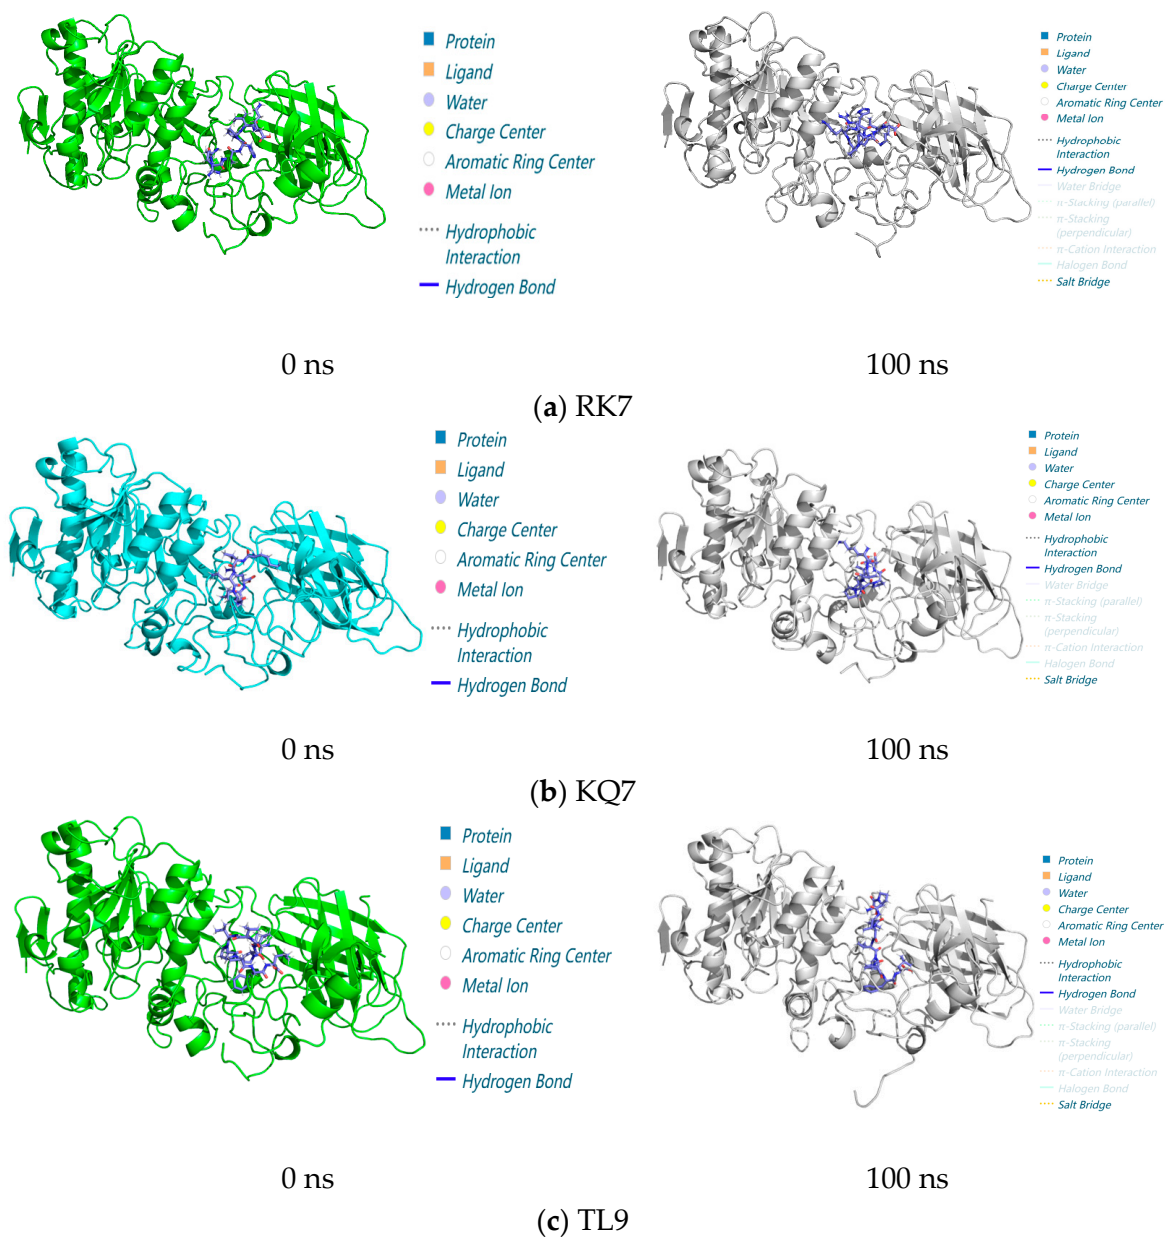 Protein
Ligand
Water
Charge Center
Aromatic Ring Center
Metal Ion
Hydrophobic
Interaction
Hydrogen Bond
Protein
Ligand
Water
Charge Center
Aromatic Ring Center
Metal Ion
Hydrophobic
Interaction
Hydrogen Bond
Water Bridge
π-Stacking (parallel)
π-Stacking
(perpendicular)
π-Cation Interaction
Halogen Bond
Salt Bridge
0 ns
100 ns
(a) RK7
Protein
Ligand
Water
Charge Center
Aromatic Ring Center
Metal Ion
Hydrophobic
Interaction
Hydrogen Bond
Protein
Ligand
Water
Charge Center
Aromatic Ring Center
Metal Ion
Hydrophobic
Interaction
Hydrogen Bond
Water Bridge
π-Stacking (parallel)
π-Stacking
(perpendicular)
π-Cation Interaction
Halogen Bond
Salt Bridge
0 ns
100 ns
(b) KQ7
Protein
Ligand
Water
Charge Center
Aromatic Ring Center
Metal Ion
Hydrophobic
Interaction
Hydrogen Bond
Protein
Ligand
Water
Charge Center
Aromatic Ring Center
Metal Ion
Hydrophobic
Interaction
Hydrogen Bond
Water Bridge
π-Stacking (parallel)
π-Stacking
(perpendicular)
π-Cation Interaction
Halogen Bond
Salt Bridge
0 ns
100 ns
(c) TL9